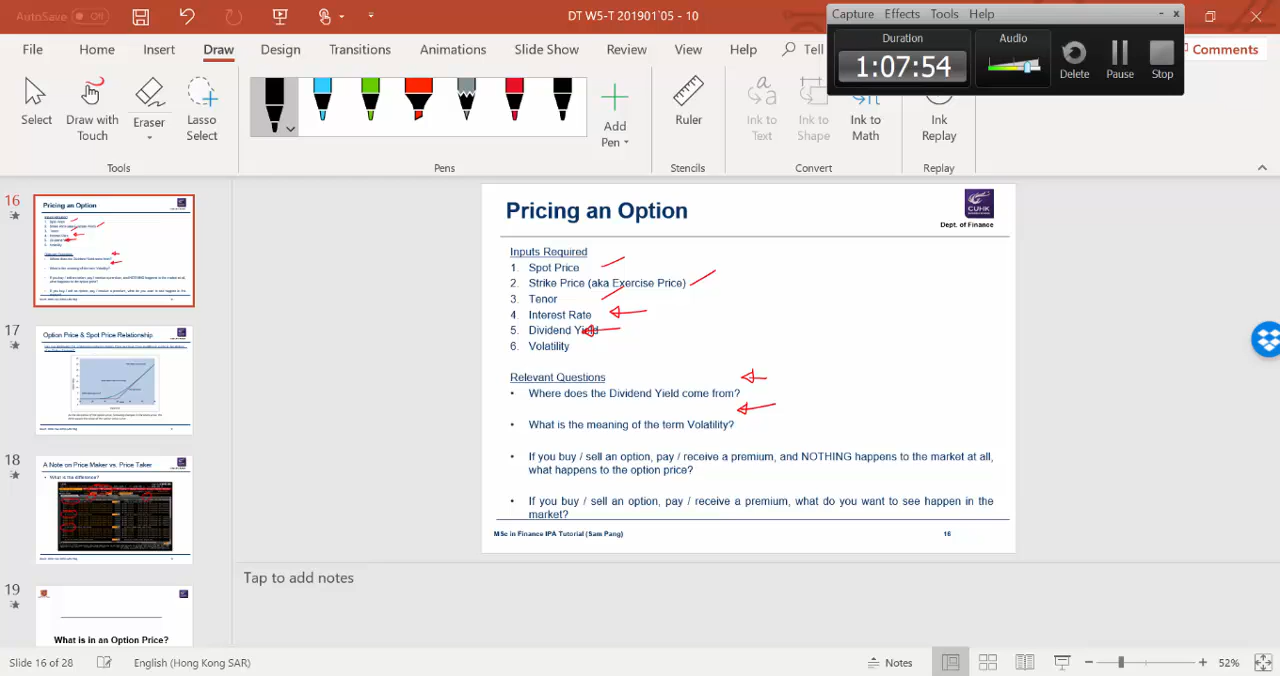 AutoSave Off
DT W5-T 201901`05 - 10
Capture Effects Tools Help
- x
Duration
1:07:54
Audio
Delete Pause Stop
File Home Insert Draw Design Transitions Animations Slide Show Review View Help Tell
Comments
Select
Draw with Touch
Eraser
Lasso Select
Add Pen
Ruler
Ink to Text
Ink to Shape
Ink to Math
Ink Replay
Tools
Pens
Stencils
Convert
Replay
16
Pricing an Option
17
Option Price & Spot Price Relationship
18
A Note on Price Maker vs. Price Taker
What is the difference?
19
What is in an Option Price?
Pricing an Option
CUHK
Dept. of Finance
Inputs Required
1. Spot Price
2. Strike Price (aka Exercise Price)
3. Tenor
4. Interest Rate
5. Dividend Yield
6. Volatility
Relevant Questions
• Where does the Dividend Yield come from?
• What is the meaning of the term Volatility?
• If you buy / sell an option, pay / receive a premium, and NOTHING happens to the market at all,
what happens to the option price?
• If you buy / sell an option, pay / receive a premium, what do you want to see happen in the
market?
MSc in Finance IPA Tutorial (Sam Pang)
16
Tap to add notes
Slide 16 of 28
English (Hong Kong SAR)
Notes
52%